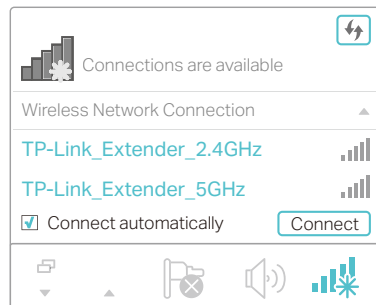 Connections are available
Wireless Network Connection
TP-Link_Extender_2.4GHz
TP-Link_Extender_5GHz
Connect automatically Connect